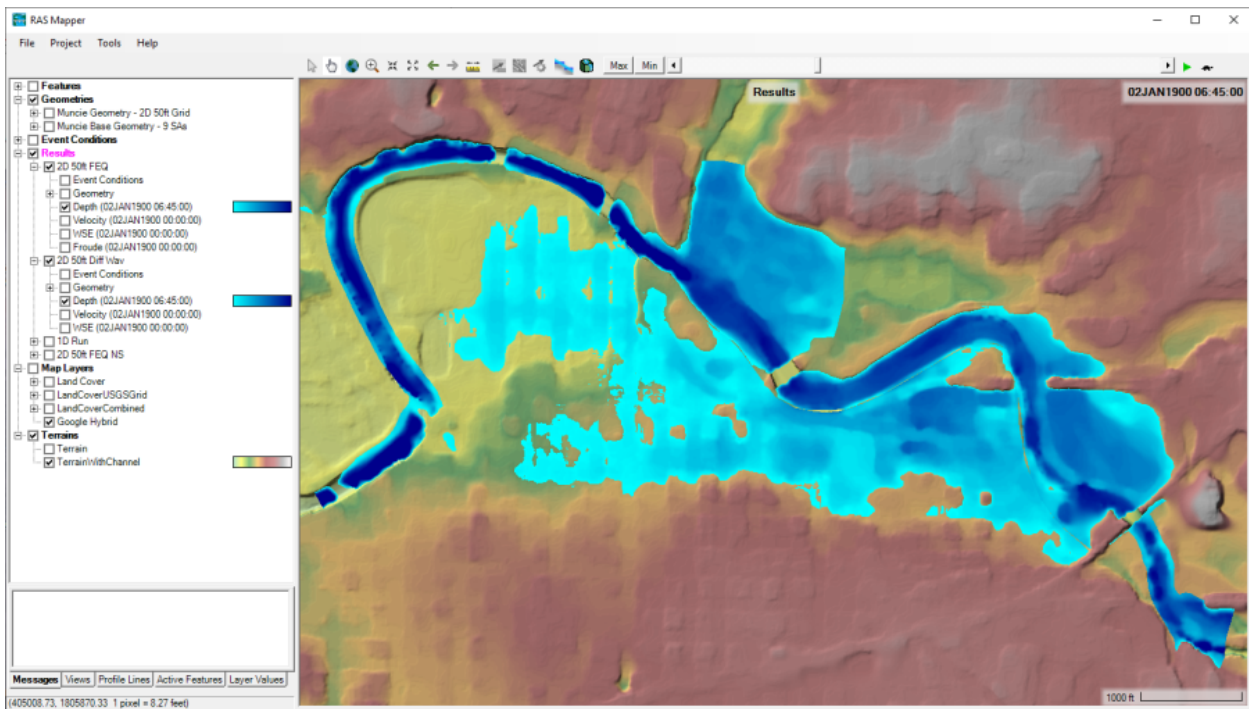 RAS Mapper
File Project Tools Help
Max Min
Features
Geometries
Muncie Geometry - 2D 50ft Grid
Muncie Base Geometry - 9 SAs
Event Conditions
Results
2D 50ft FEQ
Event Conditions
Geometry
Depth (02JAN1900 06:45:00)
Velocity (02JAN1900 00:00:00)
WSE (02JAN1900 00:00:00)
Froude (02JAN1900 00:00:00)
2D 50ft Diff Wav
Event Conditions
Geometry
Depth (02JAN1900 06:45:00)
Velocity (02JAN1900 00:00:00)
WSE (02JAN1900 00:00:00)
1D Run
2D 50ft FEQ NS
Map Layers
Land Cover
LandCoverUSGSGrid
LandCoverCombined
Google Hybrid
Terrains
Terrain
TerrainWithChannel
Results
02JAN1900 06:45:00
Messages Views Profile Lines Active Features Layer Values
(405008.73, 1805870.33 1 pixel = 8.27 feet)
1000 ft